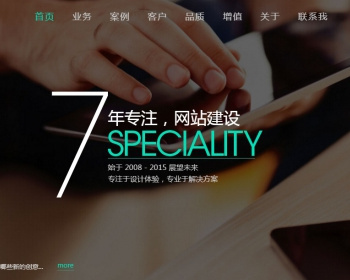 首页 业务 案例 客户 品质 增值 关于 联系我
7年专注，网站建设
SPECIALITY
始于 2008 - 2015 展望未来
专注于设计体验，专业于解决方案
哪些新的创意... more